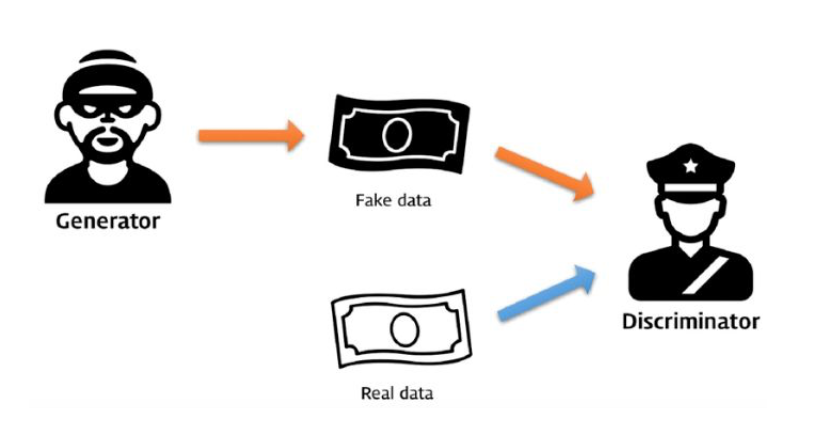 Generator
Fake data
Discriminator
Real data